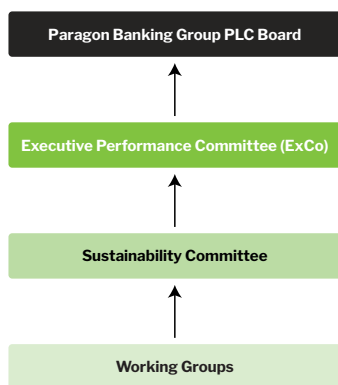 Paragon Banking Group PLC Board
Executive Performance Committee (ExCo)
Sustainability Committee
Working Groups